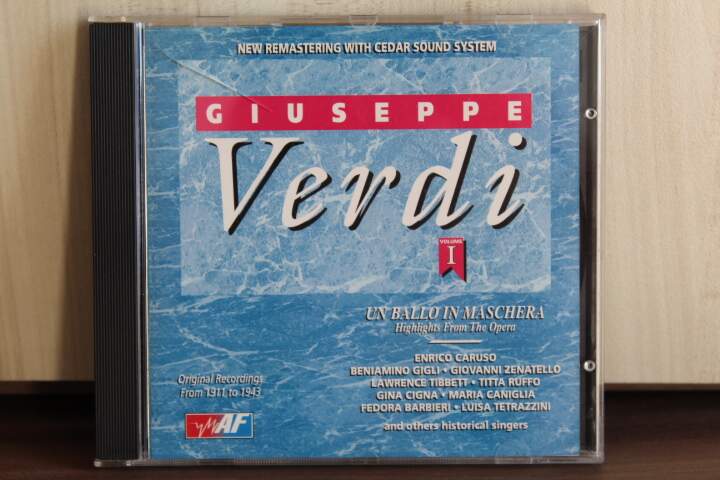 NEW REMASTERING WITH CEDAR SOUND SYSTEM
GIUSEPPE
Verdi
VOLUME
I
UN BALLO IN MASCHERA
Highlights From The Opera
ENRICO CARUSO
BENIAMINO GIGLI • GIOVANNI ZENATELLO
LAWRENCE TIBBETT • TITTA RUFFO
GINA CIGNA • MARIA CANIGLIA
FEDORA BARBIERI • LUISA TETRAZZINI
and others historical singers
Original Recordings
From 1911 to 1943
AF